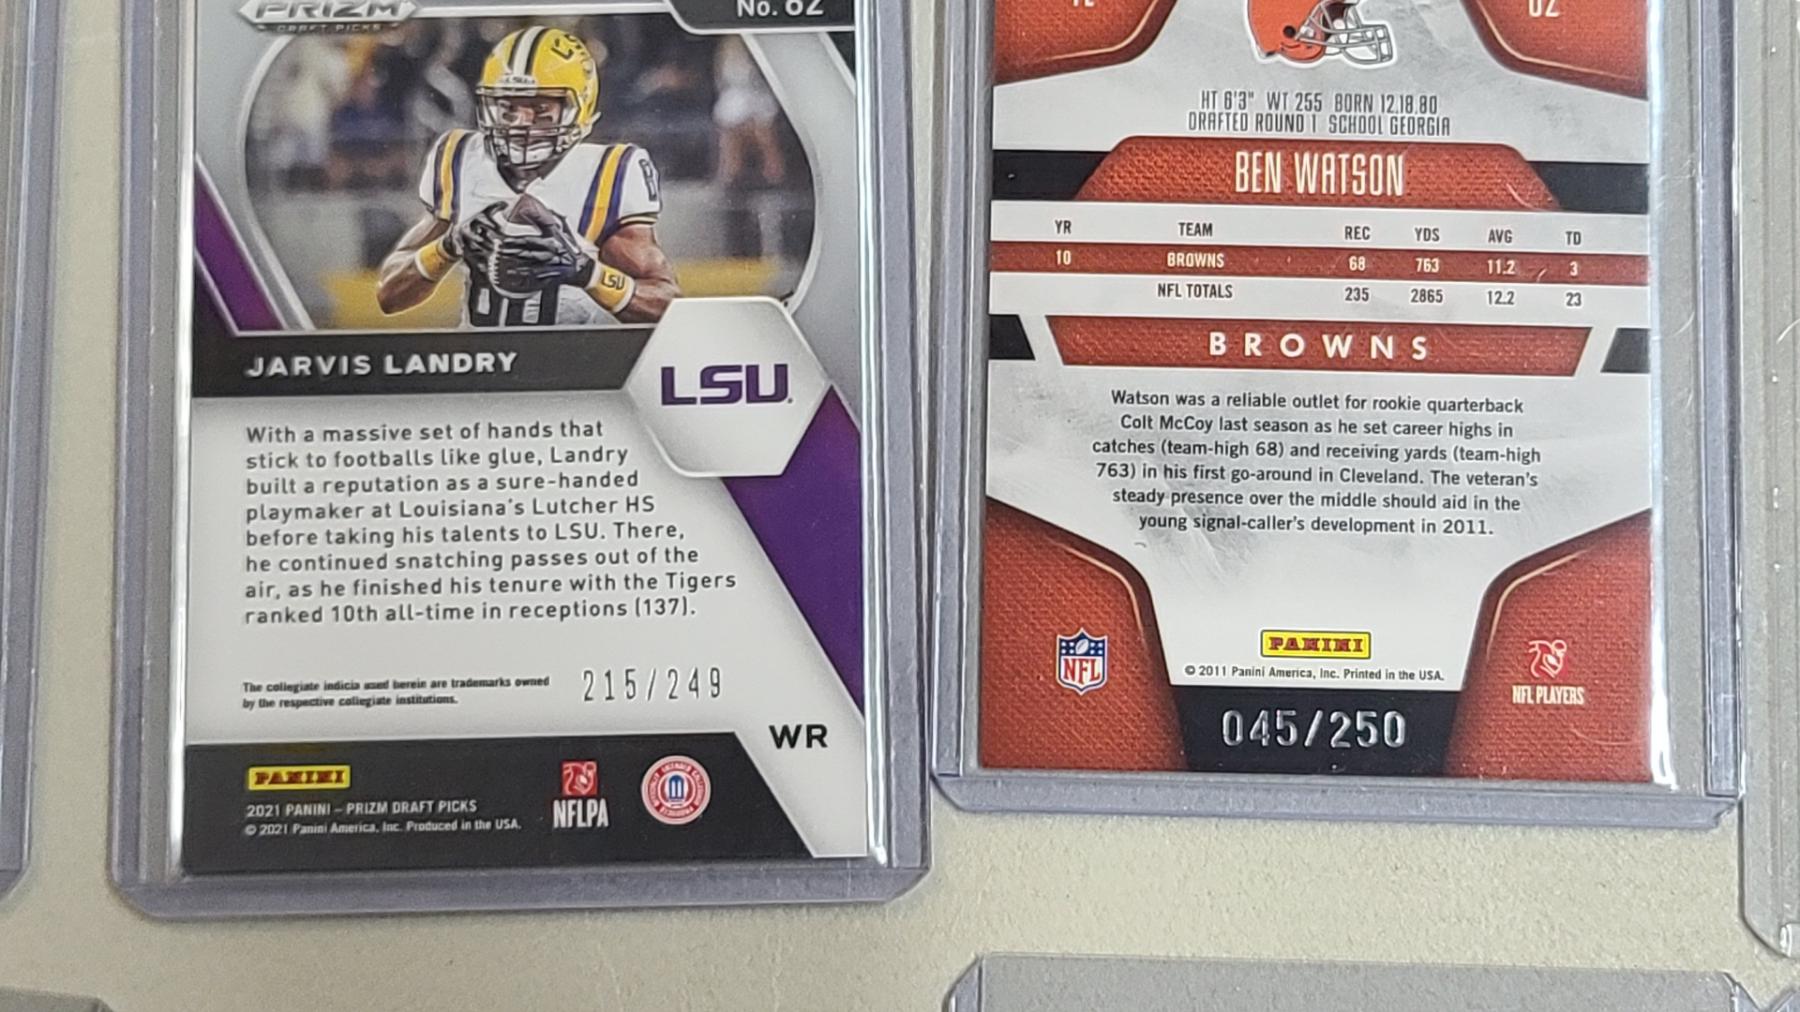 PRIZM
DRAFT PICKS
No. 62
LSU
LSU
JARVIS LANDRY
LSU
With a massive set of hands that
stick to footballs like glue, Landry
built a reputation as a sure-handed
playmaker at Louisiana's Lutcher HS
before taking his talents to LSU. There,
he continued snatching passes out of the
air, as he finished his tenure with the Tigers
ranked 10th all-time in receptions (137).
The collegiate indicia used herein are trademarks owned
by the respective collegiate institutions.
215/249
WR
PANINI
NFLPA
2021 PANINI – PRIZM DRAFT PICKS
© 2021 Panini America, Inc. Produced in the USA.
HT 6'3" WT 255 BORN 12.18.80
DRAFTED ROUND 1 SCHOOL GEORGIA
BEN WATSON
YR TEAM REC YDS AVG TD
10 BROWNS 68 763 11.2 3
NFL TOTALS 235 2865 12.2 23
BROWNS
Watson was a reliable outlet for rookie quarterback
Colt McCoy last season as he set career highs in
catches (team-high 68) and receiving yards (team-high
763) in his first go-around in Cleveland. The veteran's
steady presence over the middle should aid in the
young signal-caller's development in 2011.
NFL
PANINI
© 2011 Panini America, Inc. Printed in the USA.
NFL PLAYERS
045/250